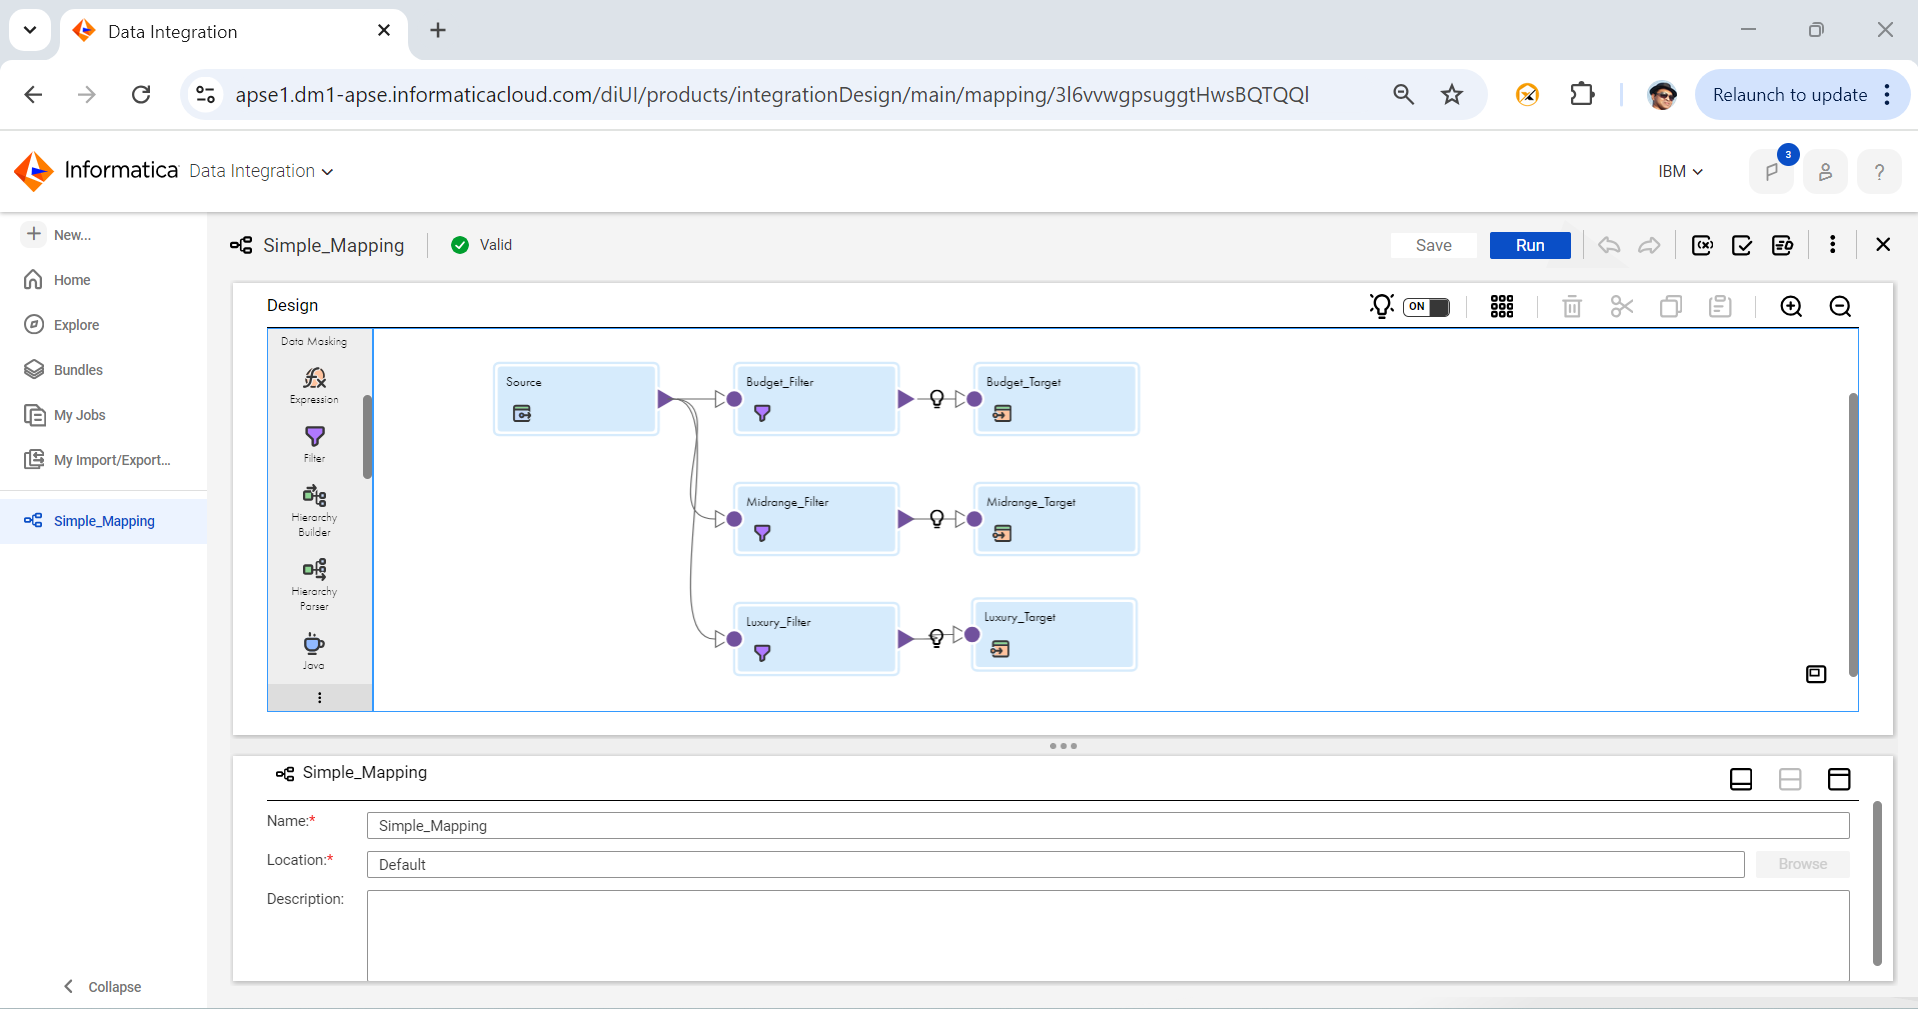 Data Integration
apse1.dm1-apse.informaticacloud.com/diUI/products/integrationDesign/main/mapping/3l6vvwgpsuggtHwsBQTQQl
Relaunch to update
Informatica Data Integration
IBM
3
?
New...
Home
Explore
Bundles
My Jobs
My Import/Export...
Simple_Mapping
Collapse
Simple_Mapping
Valid
Save
Run
Design
ON
Data Masking
Expression
Filter
Hierarchy
Builder
Hierarchy
Parser
Java
Source
Budget_Filter
Budget_Target
Midrange_Filter
Midrange_Target
Luxury_Filter
Luxury_Target
Simple_Mapping
Name:*
Simple_Mapping
Location:*
Default
Browse
Description: